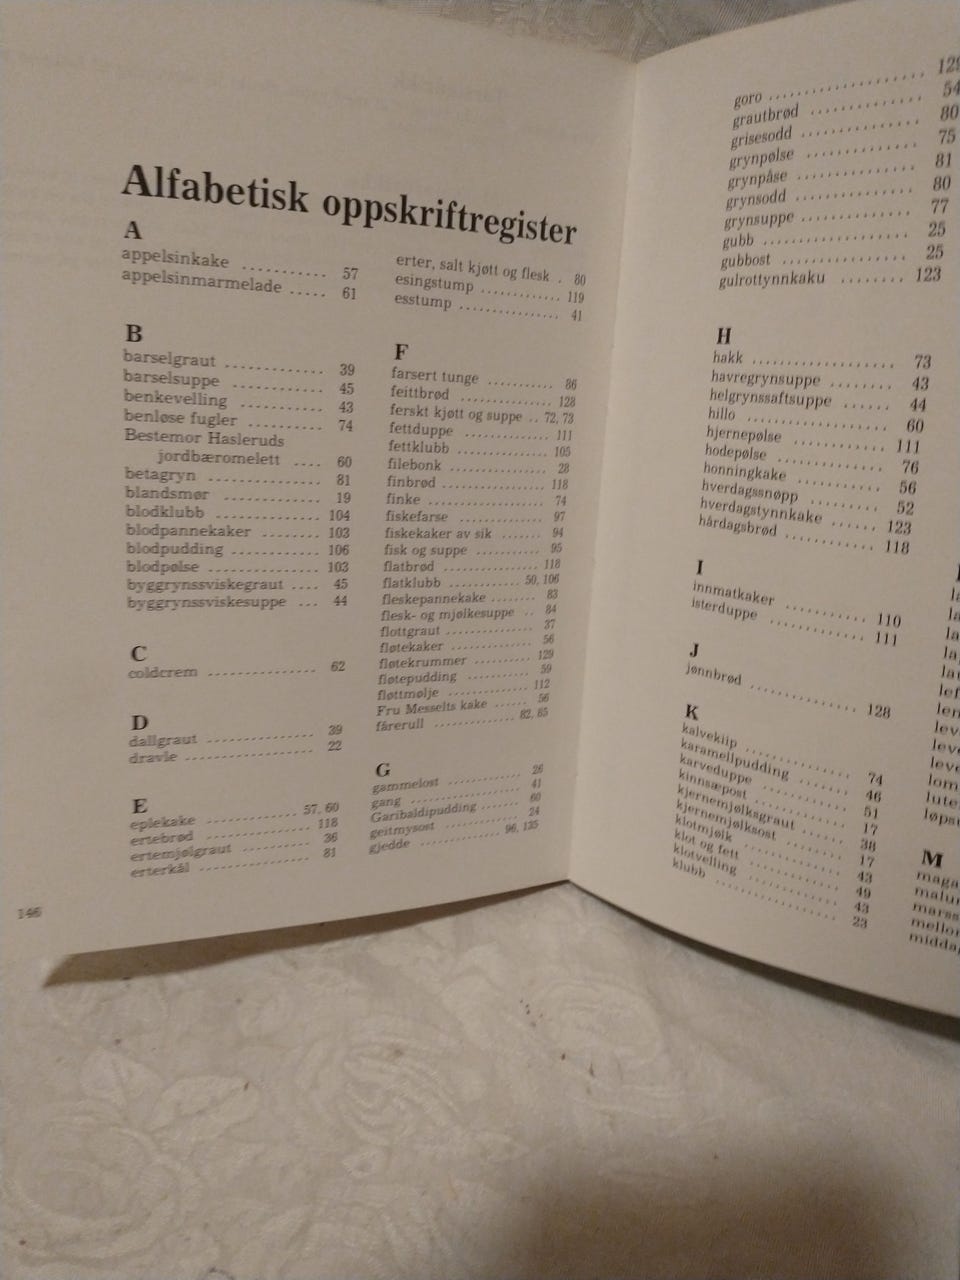 Alfabetisk oppskriftregister
A
appelsinkake ........... 57
appelsinmarmelade ..... 61
B
barselgraut ............. 39
barselsuppe ............ 45
benkevelling ........... 43
benløse fugler .......... 74
Bestemor Hasleruds
jordbæromelett .... 60
betagryn ............... 81
blandsmør ............. 19
blodklubb .............. 104
blodpannekaker ........ 103
blodpudding ........... 106
blodpølse .............. 103
byggrynssviskegraut .... 45
byggrynssviskesuppe ... 44
C
coldcrem ................ 62
D
dallgraut ............... 39
dravle .................. 22
E
eplekake .............. 57, 60
ertebrød ................ 118
ertemjølgraut ........... 36
erterkål ................ 81
erter, salt kjøtt og flesk . 80
esingstump ............. 119
esstump ................ 41
F
farsert tunge ........... 86
feittbrød ............... 128
ferskt kjøtt og suppe .. 72, 73
fettduppe .............. 111
fettklubb ............... 105
filebonk ................ 28
finbrød ................. 118
finke ................... 74
fiskefarse .............. 97
fiskekaker av sik ....... 94
fisk og suppe ........... 95
flatbrød ................ 118
flatklubb ............. 50, 106
fleskepannekake ........ 83
flesk- og mjølkesuppe .. 84
flottgraut ............... 37
fløtekaker .............. 56
fløtekrummer .......... 129
fløtepudding ........... 59
fløttmølje .............. 112
Fru Messelts kake ...... 56
fårerull .............. 82, 85
G
gammelost ............. 26
gang ................... 41
Garibaldipudding ....... 60
geitmysost ............. 24
gjedde .............. 96, 135
146
goro .................... 129
grautbrød .............. 54
grisesodd .............. 80
grynpølse .............. 75
grynpåse ............... 81
grynsodd ............... 80
grynsuppe .............. 77
gubb ................... 25
gubbost ................ 25
gulrottynnkaku ........ 123
H
hakk ................... 73
havregrynsuppe ........ 43
helgrynssaftsuppe ...... 44
hillo .................... 60
hjernepølse ............. 111
hodepølse .............. 76
honningkake ............ 56
hverdagssnøpp ......... 52
hverdagstynnkake ...... 123
hårdagsbrød ............ 118
I
innmatkaker ........... 110
isterduppe .............. 111
J
jønnbrød ............... 128
K
kalvekiip ............... 74
karamellpudding ........ 46
karveduppe ............. 51
kinnsæpost ............. 17
kjernemjølksgraut ...... 38
kjernemjølksost ........ 17
klotmjølk .............. 43
klot og fett ............. 49
klotvelling ............. 43
klubb .................. 23
M